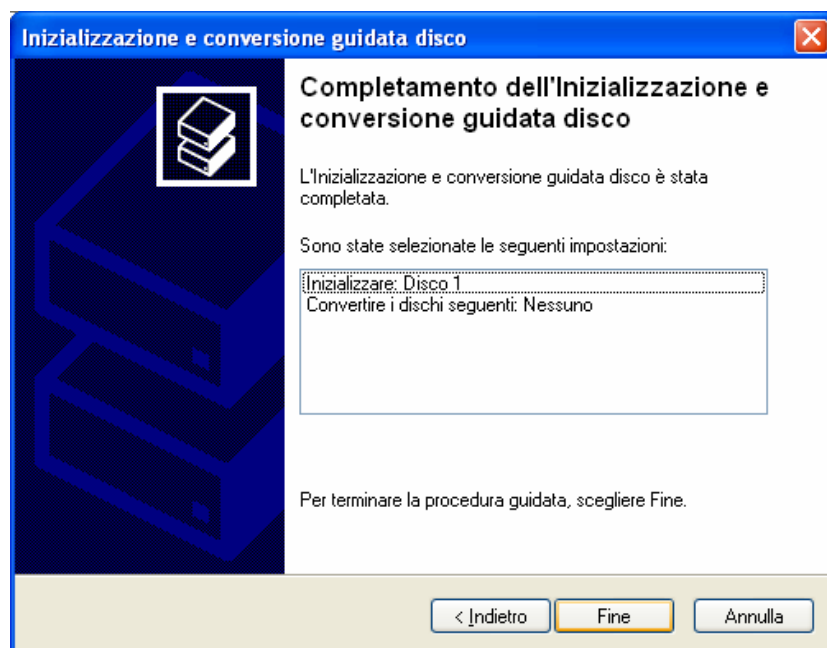 Inizializzazione e conversione guidata disco
Completamento dell'Inizializzazione e
conversione guidata disco
L'Inizializzazione e conversione guidata disco è stata
completata.
Sono state selezionate le seguenti impostazioni:
Inizializzare: Disco 1
Convertire i dischi seguenti: Nessuno
Per terminare la procedura guidata, scegliere Fine.
< Indietro
Fine
Annulla